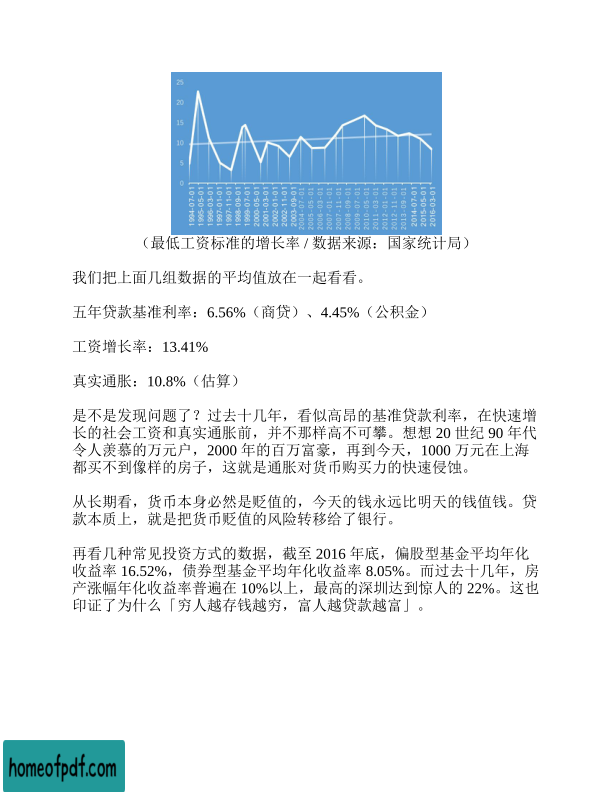 25
20
15
10
5
0
1994-07-01
1995-05-01
1996-03-01
1997-01-01
1997-11-01
1998-09-01
1999-07-01
2000-05-01
2001-03-01
2002-01-01
2002-11-01
2003-09-01
2004-07-01
2005-05-01
2006-03-01
2007-01-01
2007-11-01
2008-09-01
2009-07-01
2010-05-01
2011-03-01
2012-01-01
2012-11-01
2013-09-01
2014-07-01
2015-05-01
2016-03-01
（最低工资标准的增长率 / 数据来源：国家统计局）
我们把上面几组数据的平均值放在一起看看。
五年贷款基准利率：6.56%（商贷）、4.45%（公积金）
工资增长率：13.41%
真实通胀：10.8%（估算）
是不是发现问题了？过去十几年，看似高昂的基准贷款利率，在快速增
长的社会工资和真实通胀前，并不那样高不可攀。想想 20 世纪 90 年代
令人羡慕的万元户，2000 年的百万富豪，再到今天，1000 万元在上海
都买不到像样的房子，这就是通胀对货币购买力的快速侵蚀。
从长期看，货币本身必然是贬值的，今天的钱永远比明天的钱值钱。贷
款本质上，就是把货币贬值的风险转移给了银行。
再看几种常见投资方式的数据，截至 2016 年底，偏股型基金平均年化
收益率 16.52%，债券型基金平均年化收益率 8.05%。而过去十几年，房
产涨幅年化收益率普遍在 10%以上，最高的深圳达到惊人的 22%。这也
印证了为什么「穷人越存钱越穷，富人越贷款越富」。
homeofpdf.com